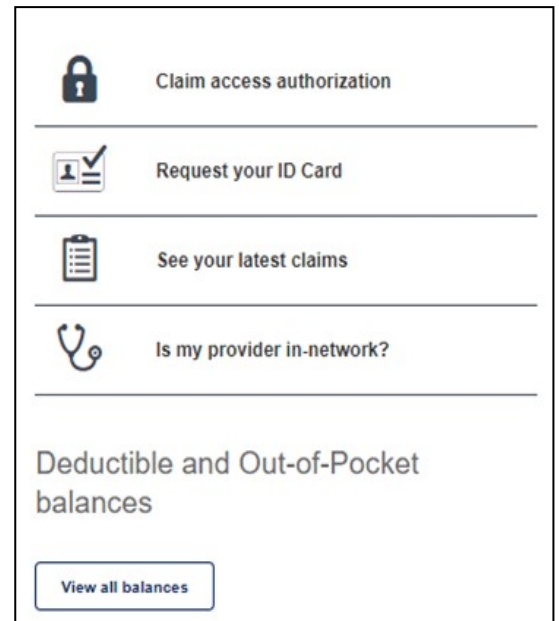 Claim access authorization
Request your ID Card
See your latest claims
Is my provider in-network?
Deductible and Out-of-Pocket
balances
View all balances